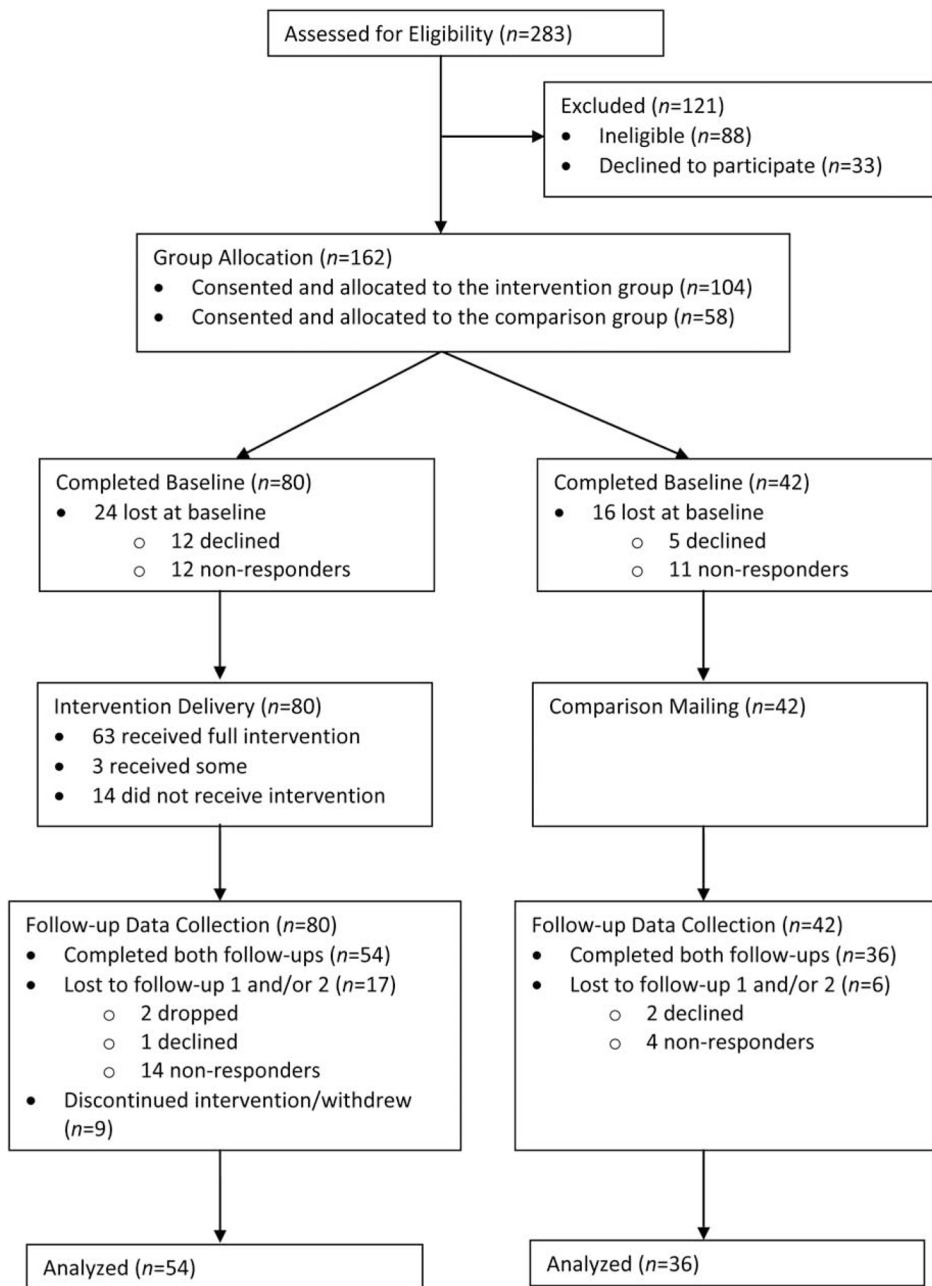 Assessed for Eligibility (n=283)
Excluded (n=121)
• Ineligible (n=88)
• Declined to participate (n=33)
Group Allocation (n=162)
• Consented and allocated to the intervention group (n=104)
• Consented and allocated to the comparison group (n=58)
Completed Baseline (n=80)
• 24 lost at baseline
o 12 declined
o 12 non-responders
Completed Baseline (n=42)
• 16 lost at baseline
o 5 declined
o 11 non-responders
Intervention Delivery (n=80)
• 63 received full intervention
• 3 received some
• 14 did not receive intervention
Comparison Mailing (n=42)
Follow-up Data Collection (n=80)
• Completed both follow-ups (n=54)
• Lost to follow-up 1 and/or 2 (n=17)
o 2 dropped
o 1 declined
o 14 non-responders
• Discontinued intervention/withdrew
(n=9)
Follow-up Data Collection (n=42)
• Completed both follow-ups (n=36)
• Lost to follow-up 1 and/or 2 (n=6)
o 2 declined
o 4 non-responders
Analyzed (n=54)
Analyzed (n=36)